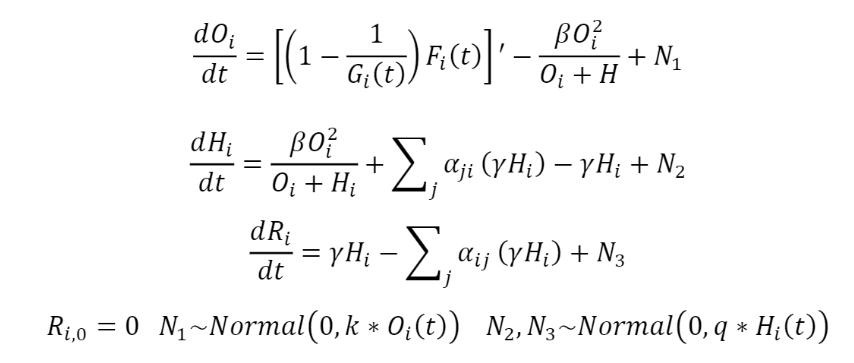 dO_i/dt = [(1 − 1/G_i(t)) F_i(t)]′ − βO_i^2/(O_i + H) + N_1
dH_i/dt = βO_i^2/(O_i + H_i) + ∑_j α_ji (γH_i) − γH_i + N_2
dR_i/dt = γH_i − ∑_j α_ij (γH_i) + N_3
R_i,0 = 0 N_1~Normal(0, k * O_i(t)) N_2, N_3~Normal(0, q * H_i(t))